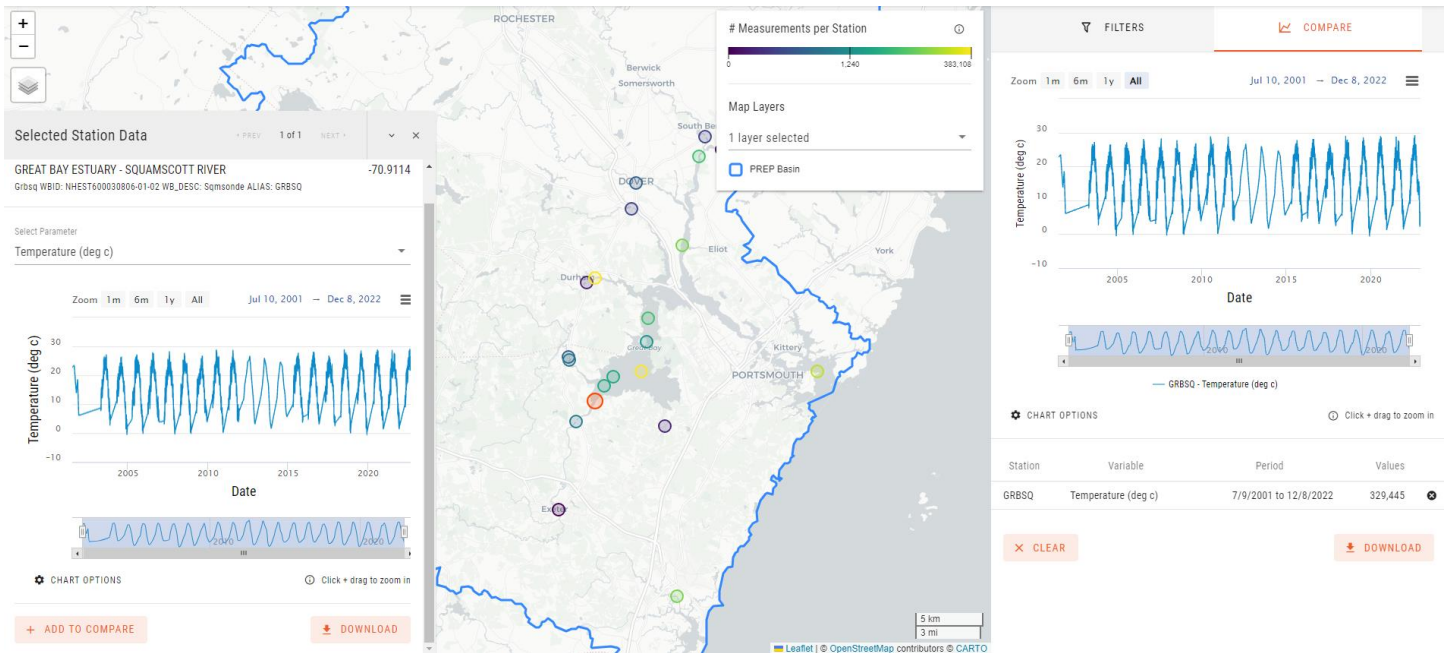 +
−
Selected Station Data
‹ PREV 1 of 1 NEXT ›
GREAT BAY ESTUARY - SQUAMSCOTT RIVER -70.9114
Grbsq WBID: NHEST600030806-01-02 WB_DESC: Sqmsonde ALIAS: GRBSQ
Select Parameter
Temperature (deg c)
Zoom 1m 6m 1y All Jul 10, 2001 → Dec 8, 2022
Temperature (deg c)
30
20
10
0
-10
2005 2010 2015 2020
Date
2010 2020
CHART OPTIONS Click + drag to zoom in
+ ADD TO COMPARE DOWNLOAD
ROCHESTER
Berwick
Somersworth
South Be
DOVER
Eliot
York
Durham
Great Bay
Kittery
PORTSMOUTH
Exeter
# Measurements per Station
0 1,240 383,108
Map Layers
1 layer selected
PREP Basin
5 km
3 mi
Leaflet | © OpenStreetMap contributors © CARTO
FILTERS COMPARE
Zoom 1m 6m 1y All Jul 10, 2001 → Dec 8, 2022
Temperature (deg c)
30
20
10
0
-10
2005 2010 2015 2020
Date
2010 2020
GRBSQ - Temperature (deg c)
CHART OPTIONS Click + drag to zoom in
Station Variable Period Values
GRBSQ Temperature (deg c) 7/9/2001 to 12/8/2022 329,445
CLEAR DOWNLOAD